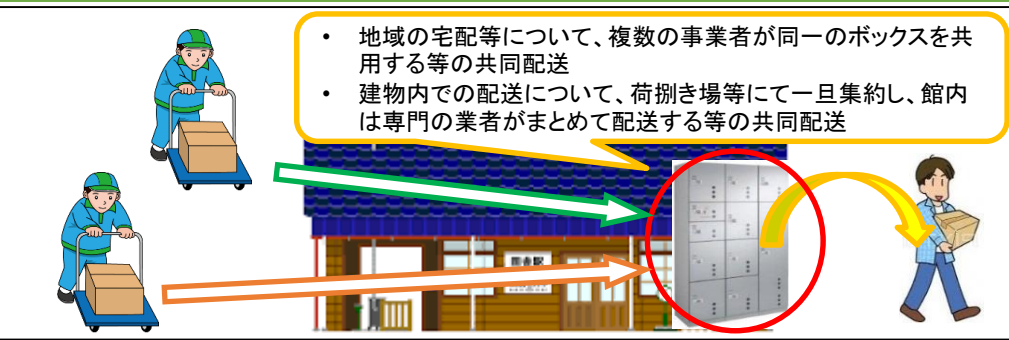 • 地域の宅配等について、複数の事業者が同一のボックスを共
用する等の共同配送
• 建物内での配送について、荷捌き場等にて一旦集約し、館内
は専門の業者がまとめて配送する等の共同配送